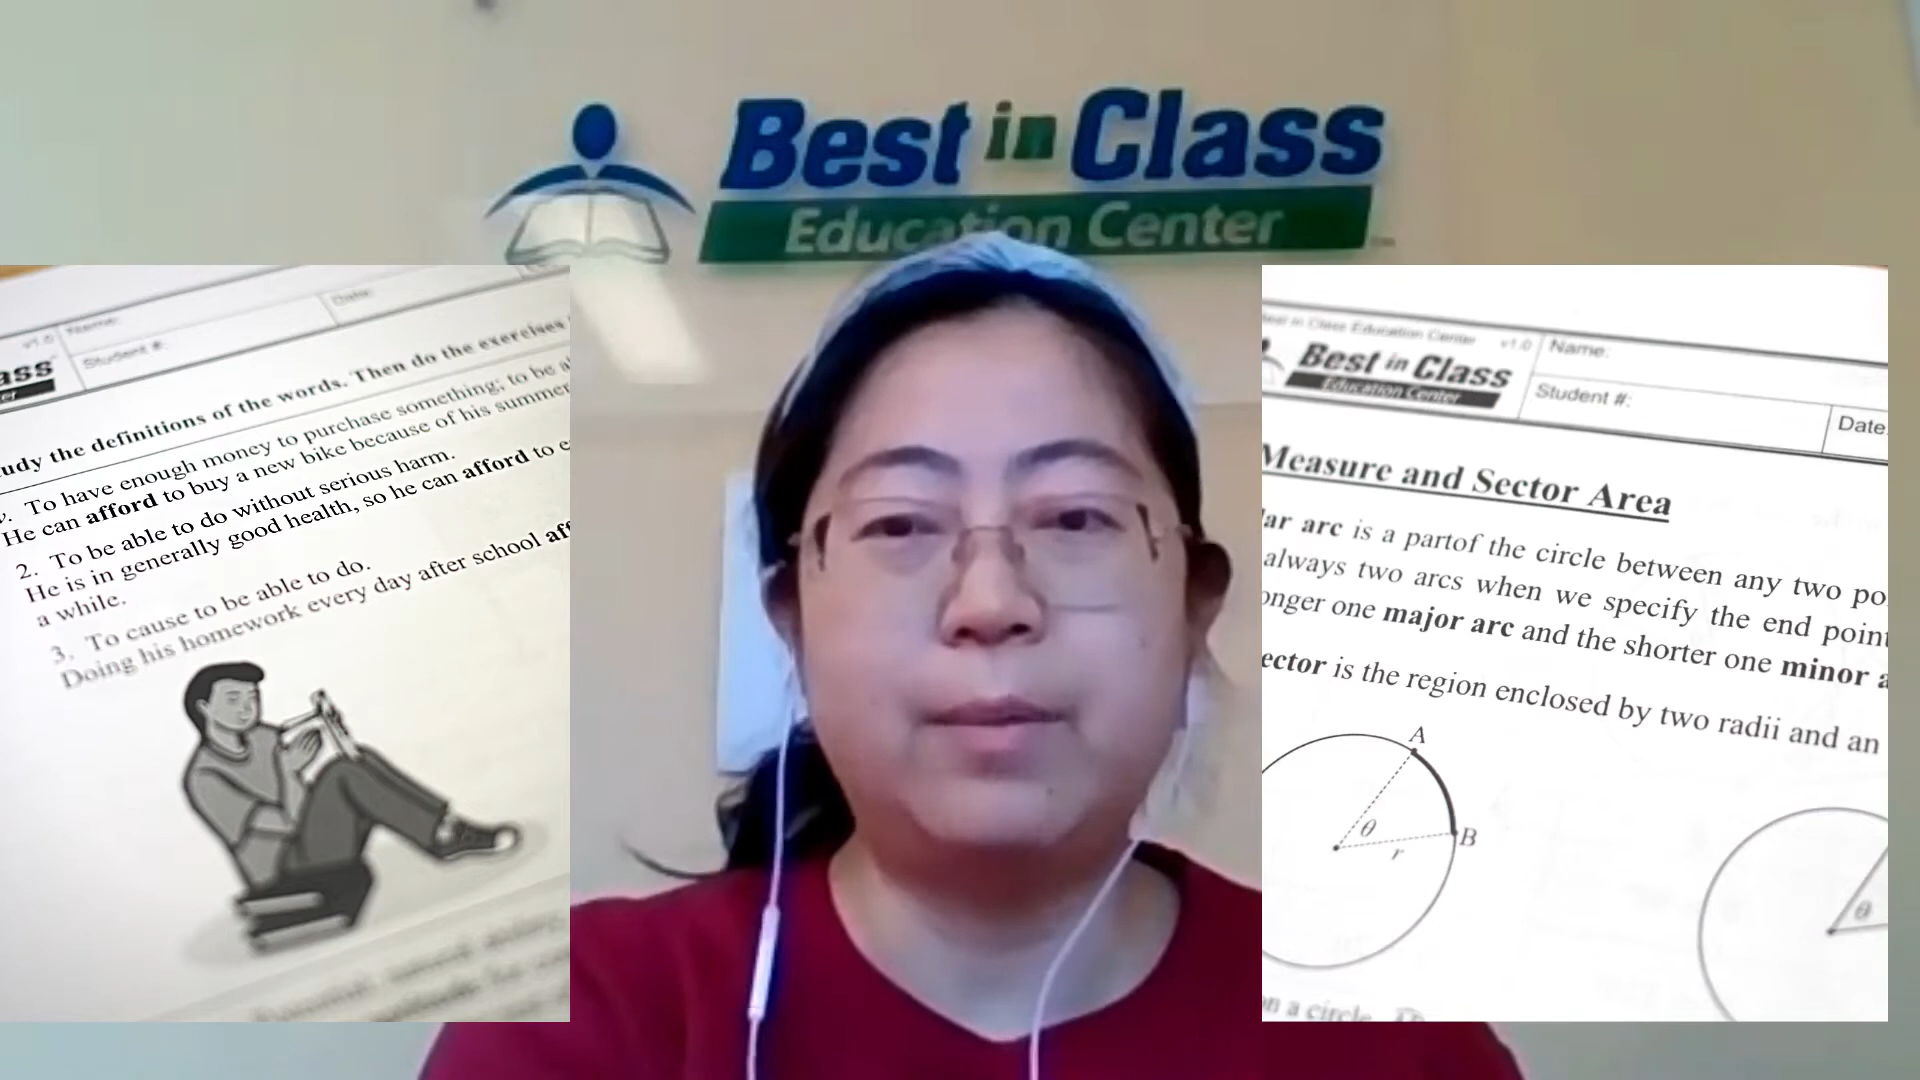 Best in Class
Education Center
ass
v1.0
Name:
Date:
Student #:
udy the definitions of the words. Then do the exercises
v. To have enough money to purchase something; to be a
He can afford to buy a new bike because of his summer
2. To be able to do without serious harm.
He is in generally good health, so he can afford to e
a while.
3. To cause to be able to do.
Doing his homework every day after school aff
Best in Class Education Center v1.0
Best in Class
Education Center
Name:
Student #:
Date:
Measure and Sector Area
lar arc is a partof the circle between any two po
always two arcs when we specify the end point
onger one major arc and the shorter one minor a
ector is the region enclosed by two radii and an
A
θ
r
B
θ
on a circle